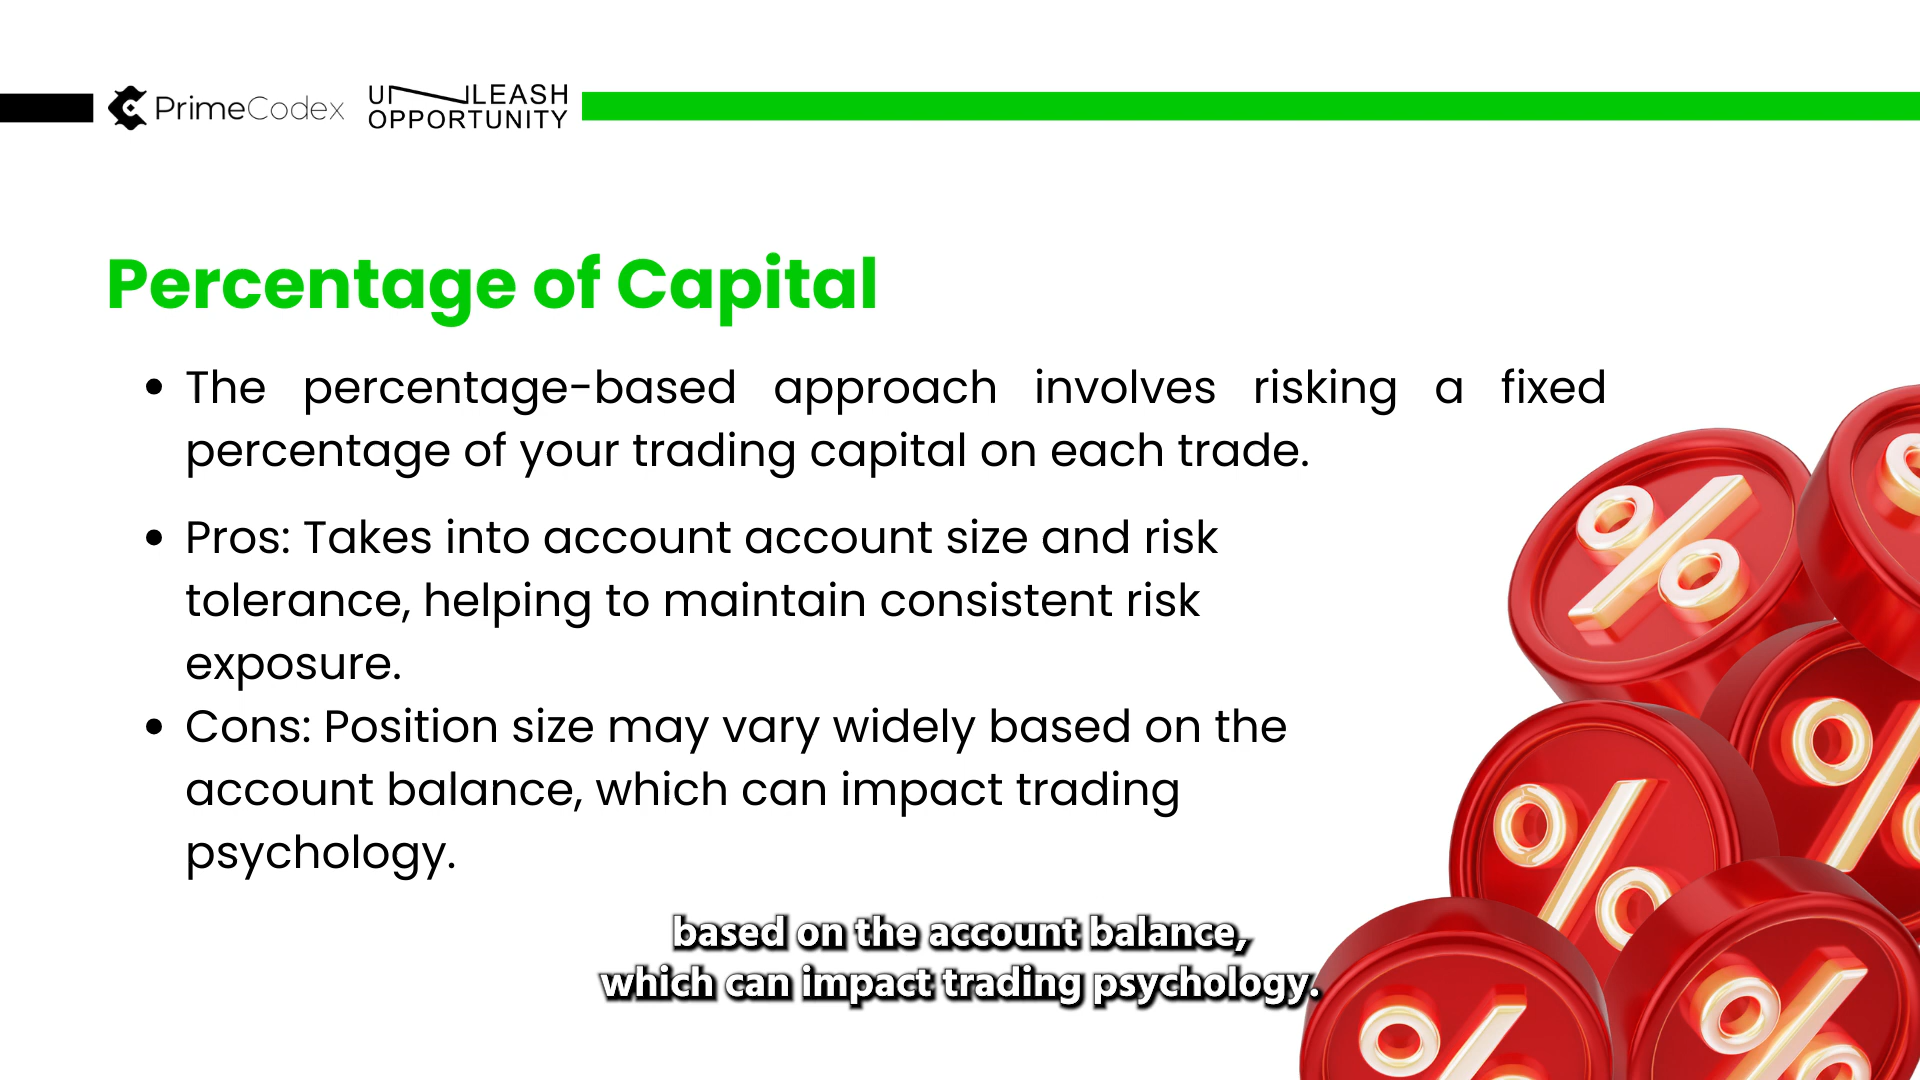 PrimeCodex
UNLEASH
OPPORTUNITY
Percentage of Capital
• The percentage-based approach involves risking a fixed
percentage of your trading capital on each trade.
• Pros: Takes into account account size and risk
tolerance, helping to maintain consistent risk
exposure.
• Cons: Position size may vary widely based on the
account balance, which can impact trading
psychology.
based on the account balance,
which can impact trading psychology.
%
%
%
%
%
%